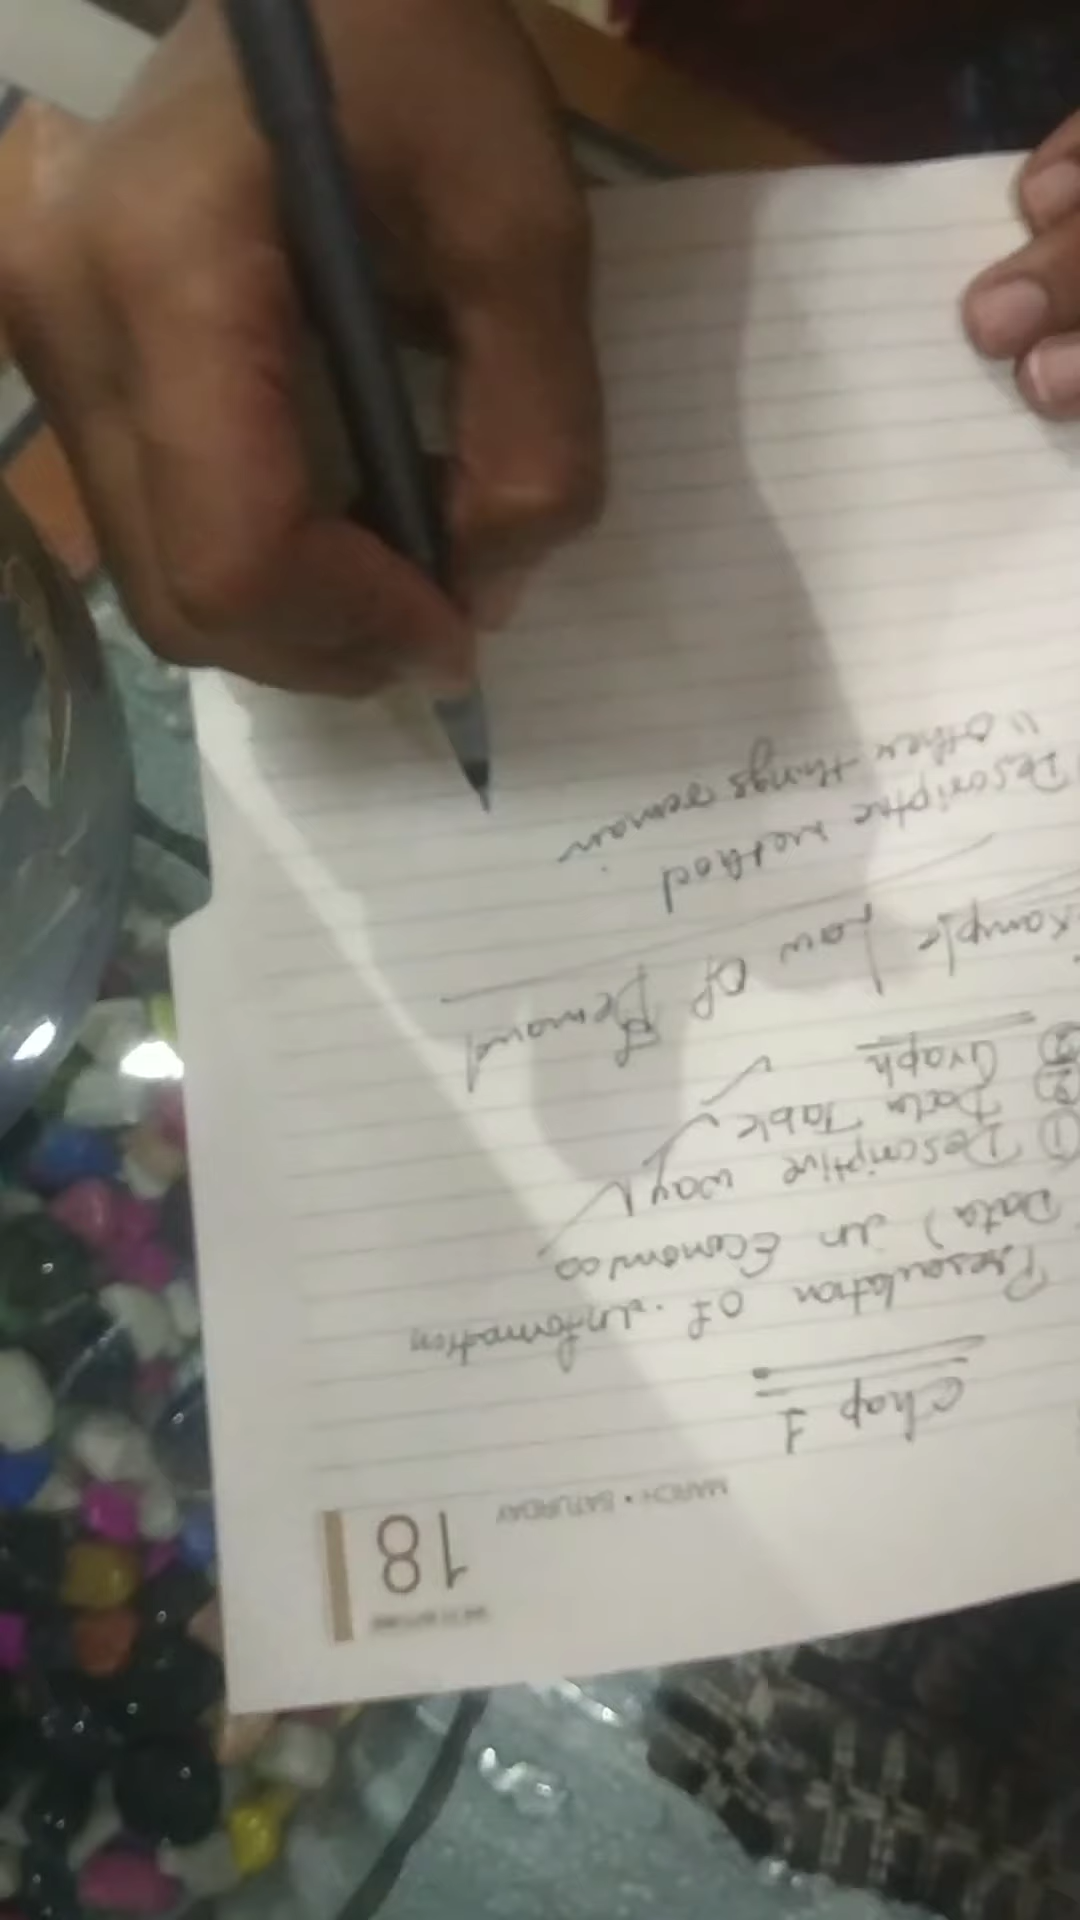 18
MARCH • SATURDAY
Chap 1
Presentation of Information
Data) in Economics
① Descriptive way
② Data Table
③ Graph
Example Law Of Demand
Descriptive method
"other things remain